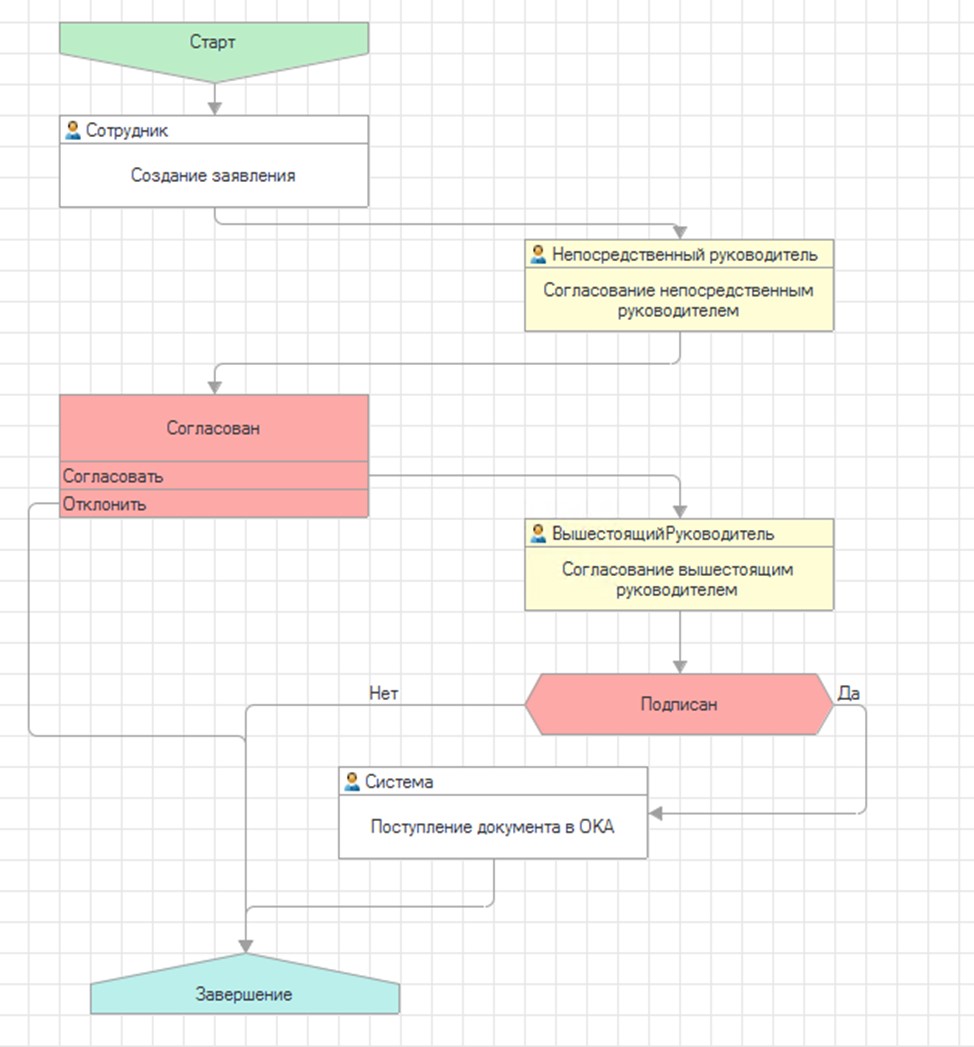 Старт
Сотрудник
Создание заявления
Непосредственный руководитель
Согласование непосредственным
руководителем
Согласован
Согласовать
Отклонить
ВышестоящийРуководитель
Согласование вышестоящим
руководителем
Нет
Подписан
Да
Система
Поступление документа в ОКА
Завершение